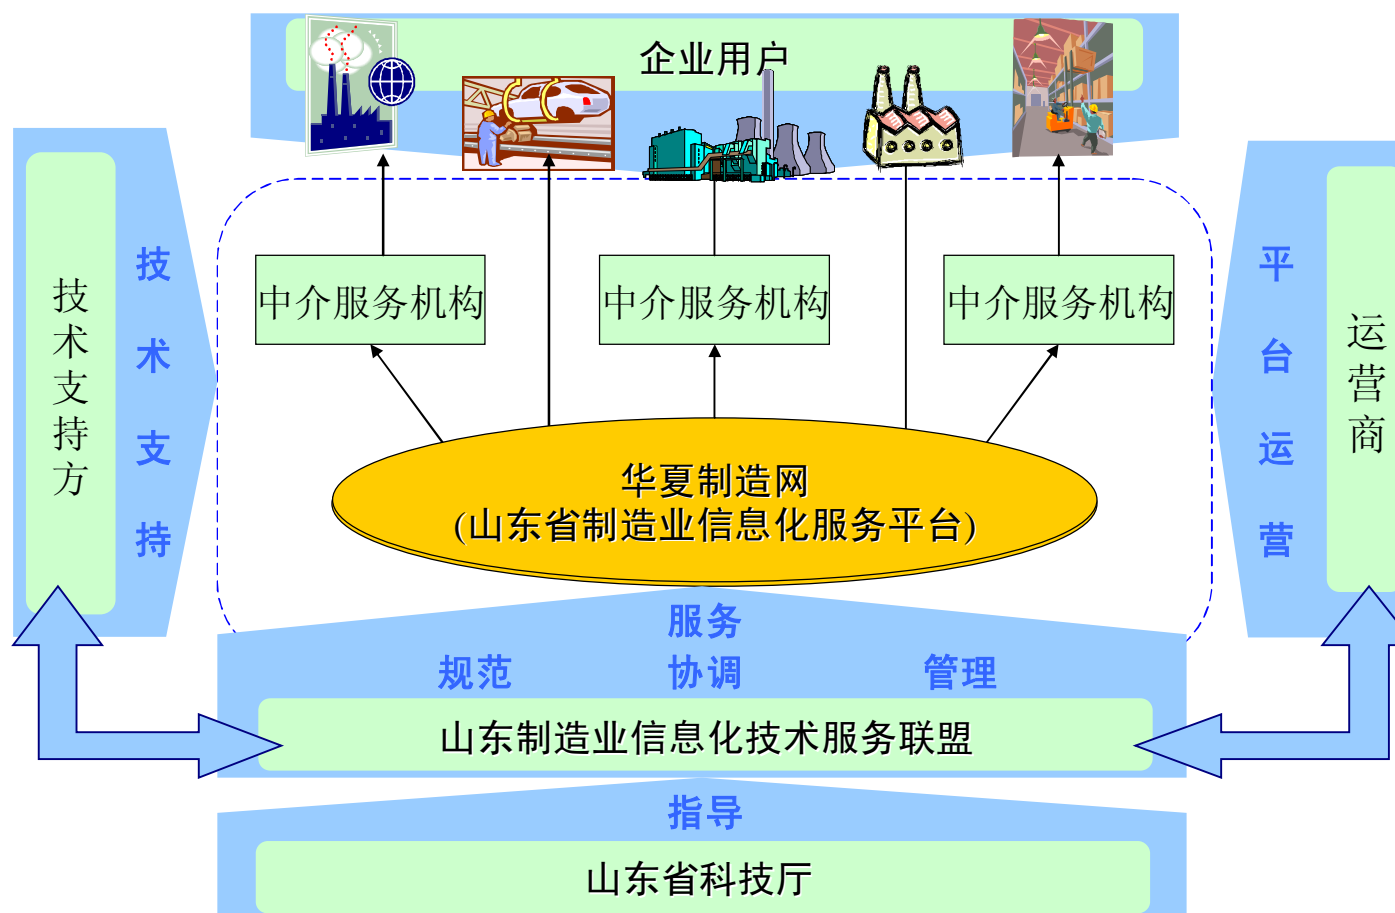 企业用户
技术支持方
技术支持
中介服务机构
中介服务机构
中介服务机构
平台运营
运营商
华夏制造网
(山东省制造业信息化服务平台)
服务
规范 协调 管理
山东制造业信息化技术服务联盟
指导
山东省科技厅